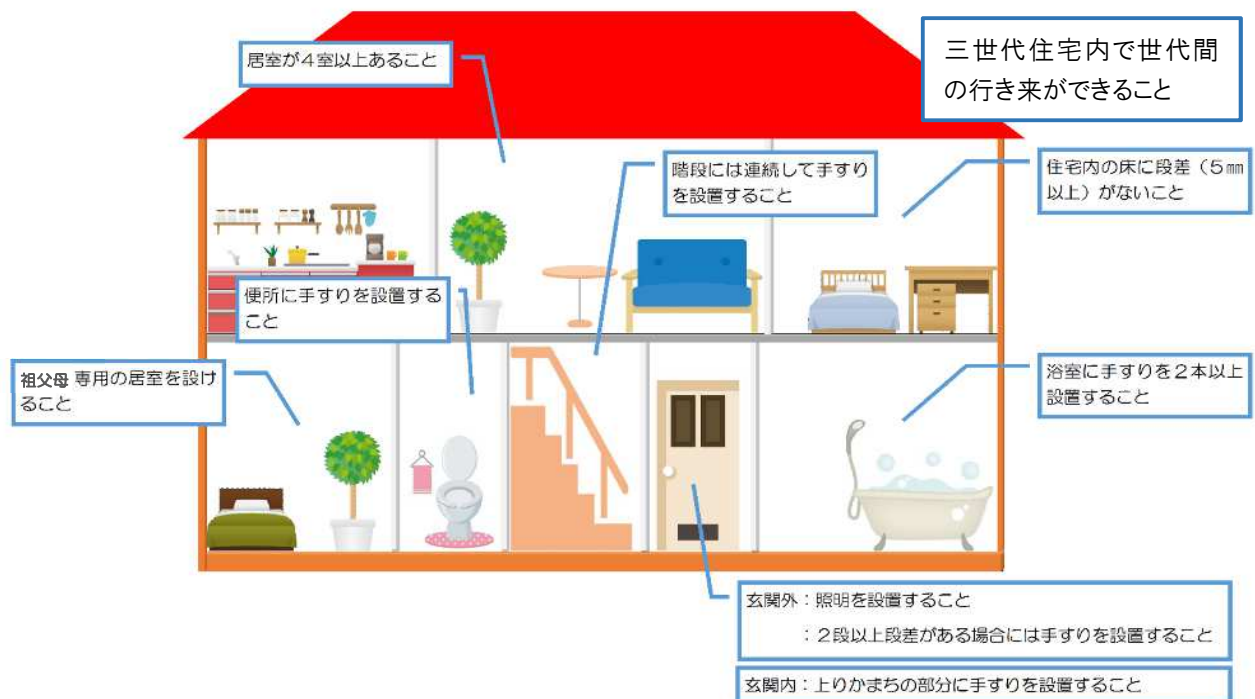 居室が４室以上あること
三世代住宅内で世代間
の行き来ができること
階段には連続して手すり
を設置すること
住宅内の床に段差（５㎜
以上）がないこと
便所に手すりを設置する
こと
祖父母専用の居室を設け
ること
浴室に手すりを２本以上
設置すること
玄関外：照明を設置すること
：２段以上段差がある場合には手すりを設置すること
玄関内：上りかまちの部分に手すりを設置すること